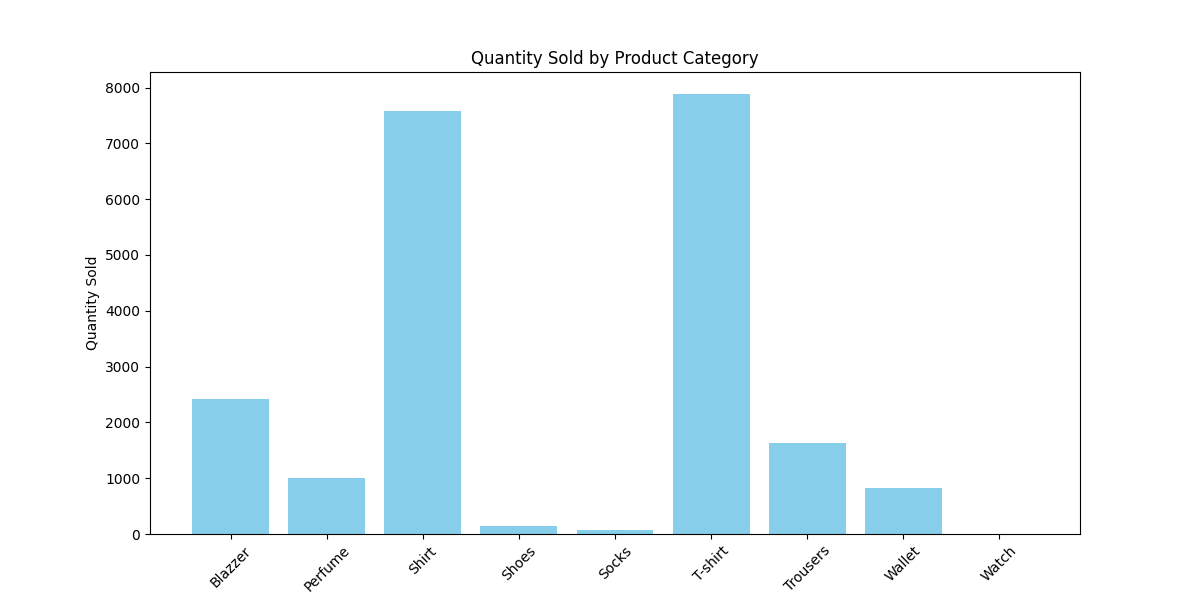 Quantity Sold by Product Category
Quantity Sold
8000
7000
6000
5000
4000
3000
2000
1000
0
Blazzer
Perfume
Shirt
Shoes
Socks
T-shirt
Trousers
Wallet
Watch